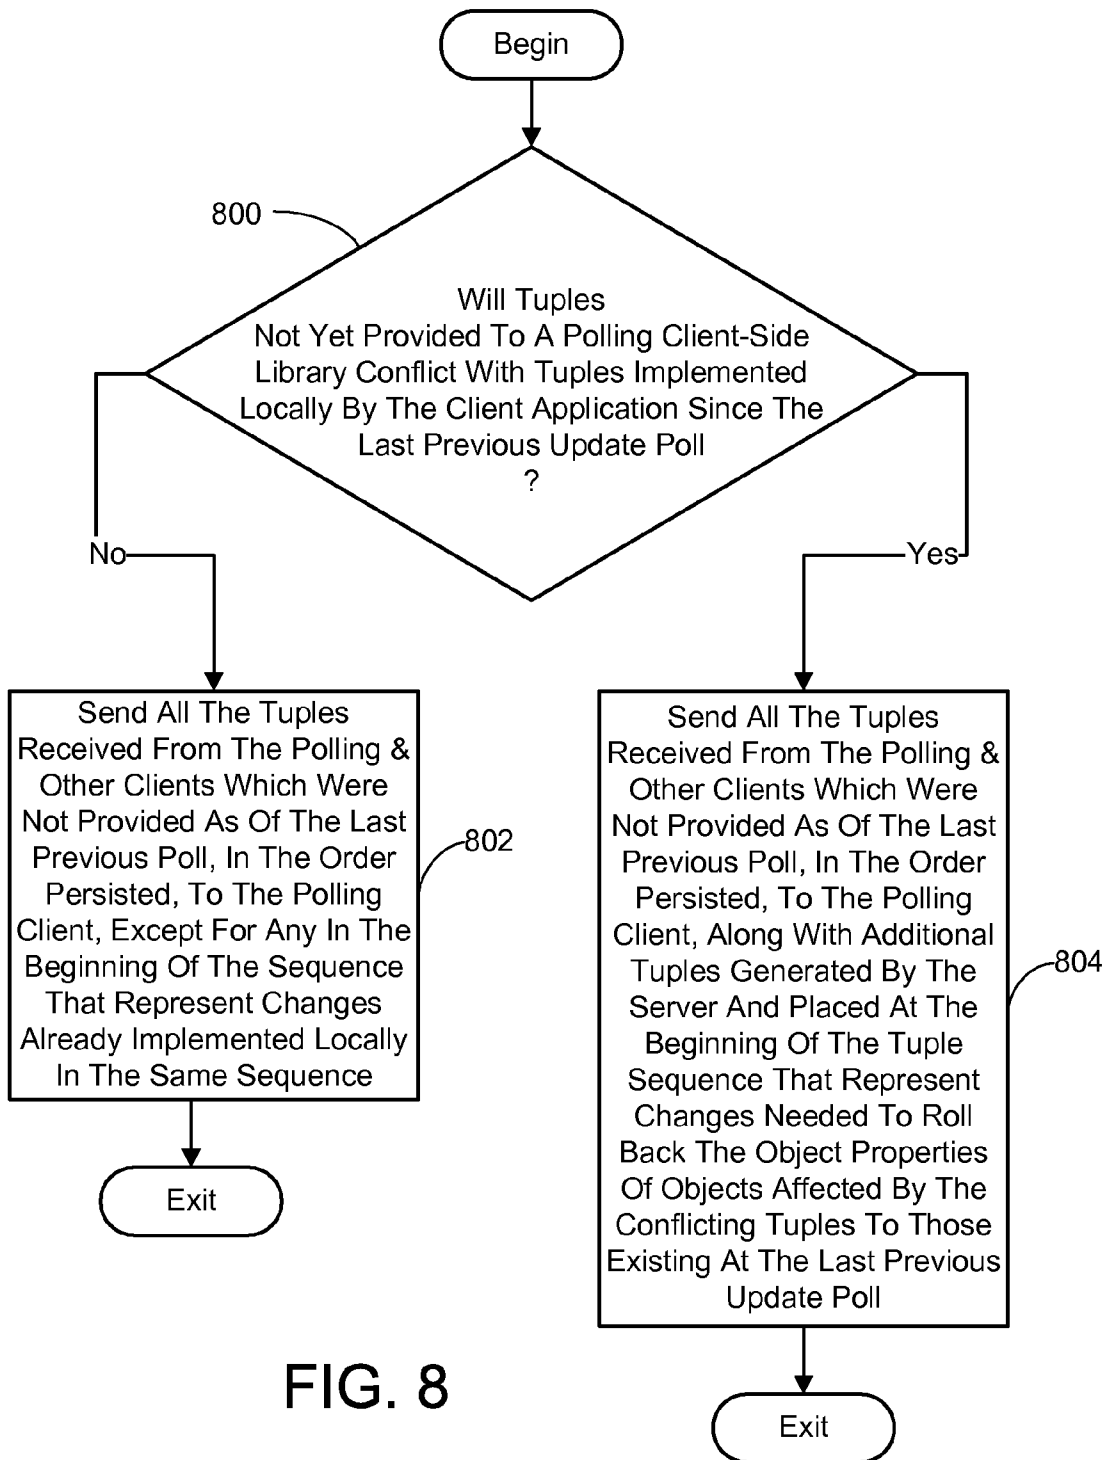 Begin
800
Will Tuples
Not Yet Provided To A Polling Client-Side
Library Conflict With Tuples Implemented
Locally By The Client Application Since The
Last Previous Update Poll
?
No
Yes
Send All The Tuples
Received From The Polling &
Other Clients Which Were
Not Provided As Of The Last
Previous Poll, In The Order
Persisted, To The Polling
Client, Except For Any In The
Beginning Of The Sequence
That Represent Changes
Already Implemented Locally
In The Same Sequence
802
Exit
Send All The Tuples
Received From The Polling &
Other Clients Which Were
Not Provided As Of The Last
Previous Poll, In The Order
Persisted, To The Polling
Client, Along With Additional
Tuples Generated By The
Server And Placed At The
Beginning Of The Tuple
Sequence That Represent
Changes Needed To Roll
Back The Object Properties
Of Objects Affected By The
Conflicting Tuples To Those
Existing At The Last Previous
Update Poll
804
Exit
FIG. 8